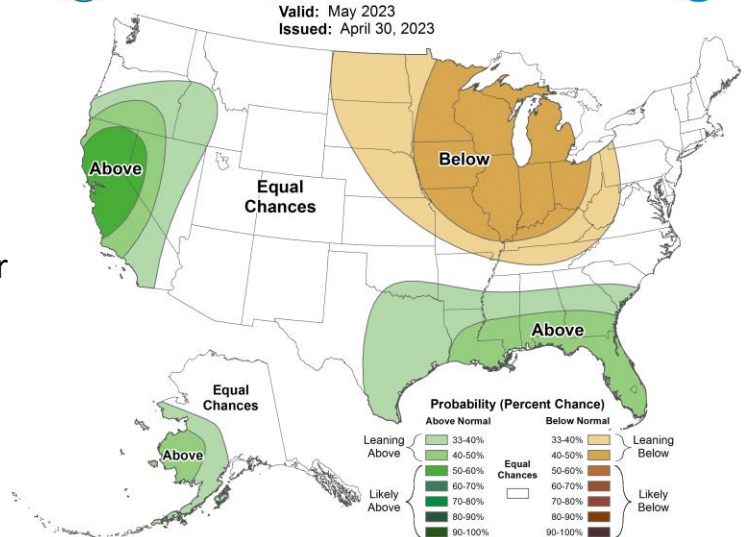 Valid: May 2023
Issued: April 30, 2023
Above
Below
Equal
Chances
r
Above
Equal
Chances
Above
Probability (Percent Chance)
Above Normal
Below Normal
Leaning
Above
33-40%
40-50%
Likely
Above
50-60%
60-70%
70-80%
80-90%
90-100%
Equal
Chances
33-40%
40-50%
Leaning
Below
50-60%
60-70%
70-80%
80-90%
90-100%
Likely
Below